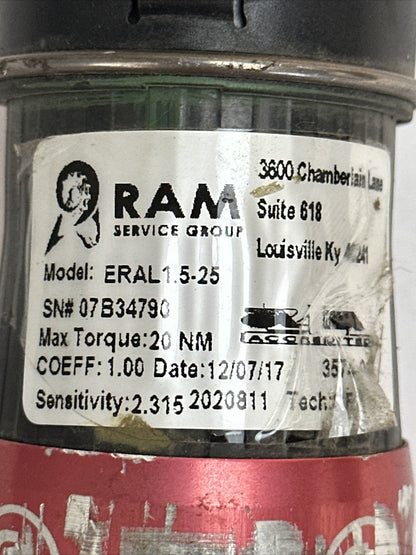 3600 Chamberlain Lane
RAM
SERVICE GROUP
Suite 618
Louisville Ky
Model: ERAL1.5-25
SN# 07B34790
Max Torque:20 NM
ACCREDITED
COEFF: 1.00 Date:12/07/17
Sensitivity:2.315 2020811 Tech: